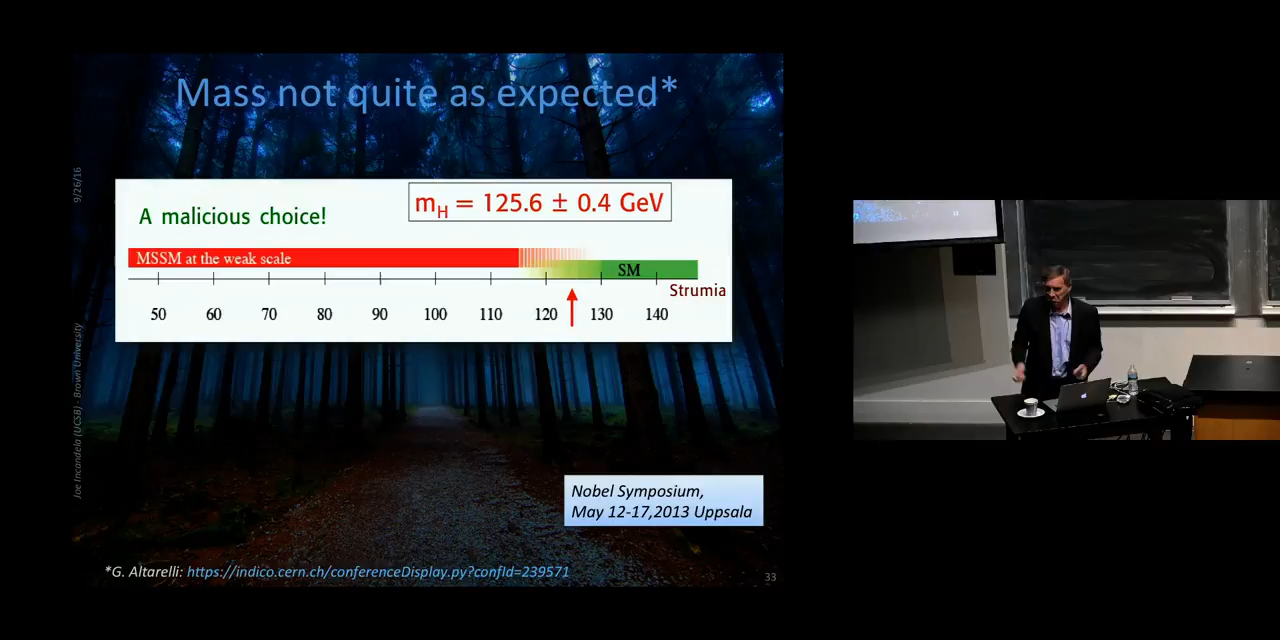 Mass not quite as expected*
9/26/16
A malicious choice!
mH = 125.6 ± 0.4 GeV
MSSM at the weak scale
SM
Strumia
50 60 70 80 90 100 110 120 130 140
Joe Incandela (UCSB) - Brown University
Nobel Symposium,
May 12-17,2013 Uppsala
*G. Altarelli: https://indico.cern.ch/conferenceDisplay.py?confId=239571
33